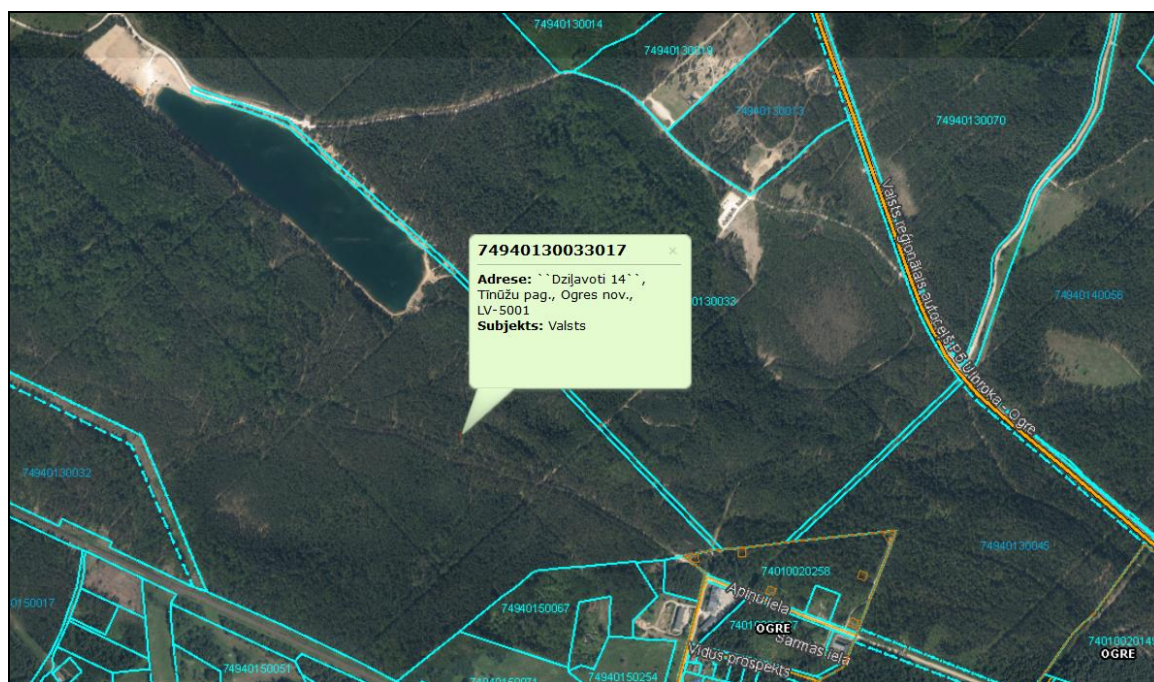 74940130014
74940130019
74940130013
74940130070
74940130033017
×
Adrese: ``Dziļavoti 14``,
Tīnūžu pag., Ogres nov.,
LV-5001
Subjekts: Valsts
0130033
Valsts reģionālais autoceļš P5 Ulbroka - Ogre
74940140056
74940130032
74940130045
74010020258
0150017
74940150067
Apiņu iela
OGRE
Sarmas iela
Vidus prospekts
74010020149
OGRE
74940150051
74940150254